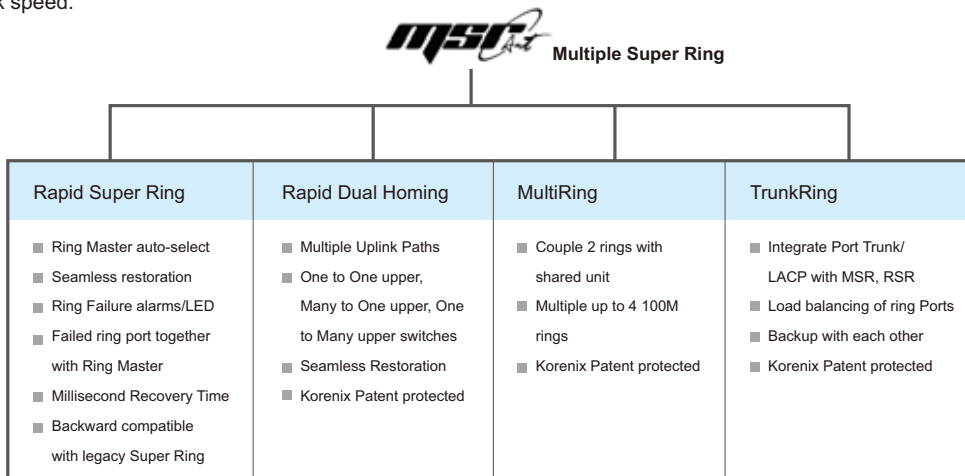 k speed.
msr
Ant
Multiple Super Ring
Rapid Super Ring
Ring Master auto-select
Seamless restoration
Ring Failure alarms/LED
Failed ring port together
with Ring Master
Millisecond Recovery Time
Backward compatible
with legacy Super Ring
Rapid Dual Homing
Multiple Uplink Paths
One to One upper,
Many to One upper, One
to Many upper switches
Seamless Restoration
Korenix Patent protected
MultiRing
Couple 2 rings with
shared unit
Multiple up to 4 100M
rings
Korenix Patent protected
TrunkRing
Integrate Port Trunk/
LACP with MSR, RSR
Load balancing of ring Ports
Backup with each other
Korenix Patent protected